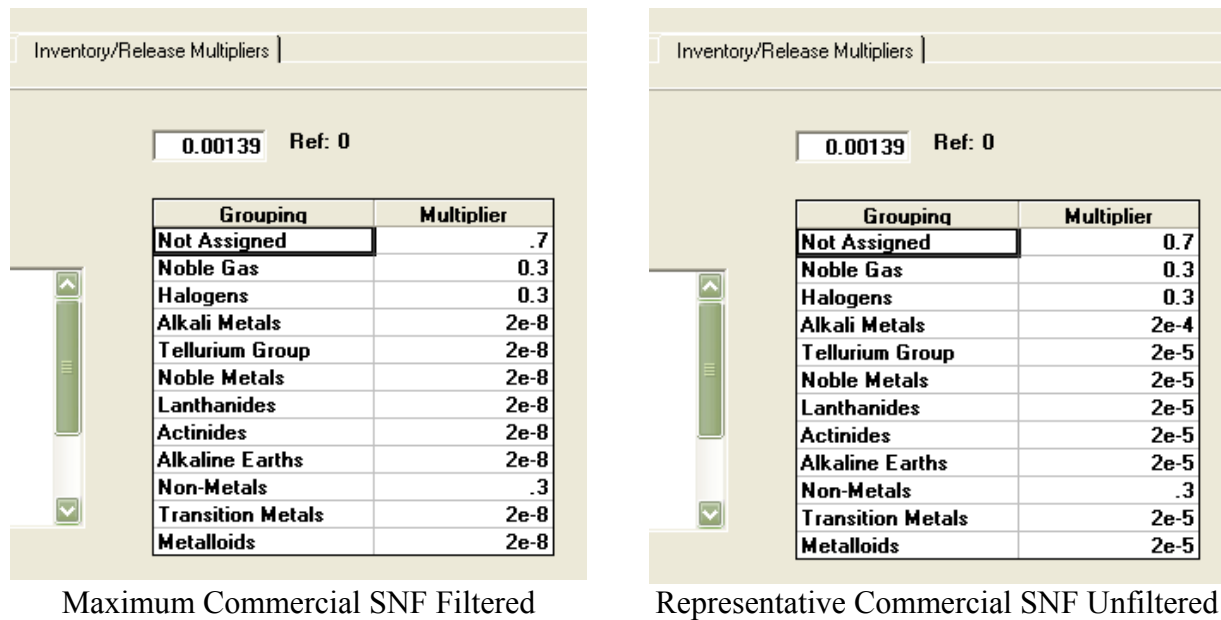 Inventory/Release Multipliers
0.00139 Ref: 0
Grouping Multiplier
Not Assigned .7
Noble Gas 0.3
Halogens 0.3
Alkali Metals 2e-8
Tellurium Group 2e-8
Noble Metals 2e-8
Lanthanides 2e-8
Actinides 2e-8
Alkaline Earths 2e-8
Non-Metals .3
Transition Metals 2e-8
Metalloids 2e-8
Maximum Commercial SNF Filtered
Inventory/Release Multipliers
0.00139 Ref: 0
Grouping Multiplier
Not Assigned 0.7
Noble Gas 0.3
Halogens 0.3
Alkali Metals 2e-4
Tellurium Group 2e-5
Noble Metals 2e-5
Lanthanides 2e-5
Actinides 2e-5
Alkaline Earths 2e-5
Non-Metals .3
Transition Metals 2e-5
Metalloids 2e-5
Representative Commercial SNF Unfiltered